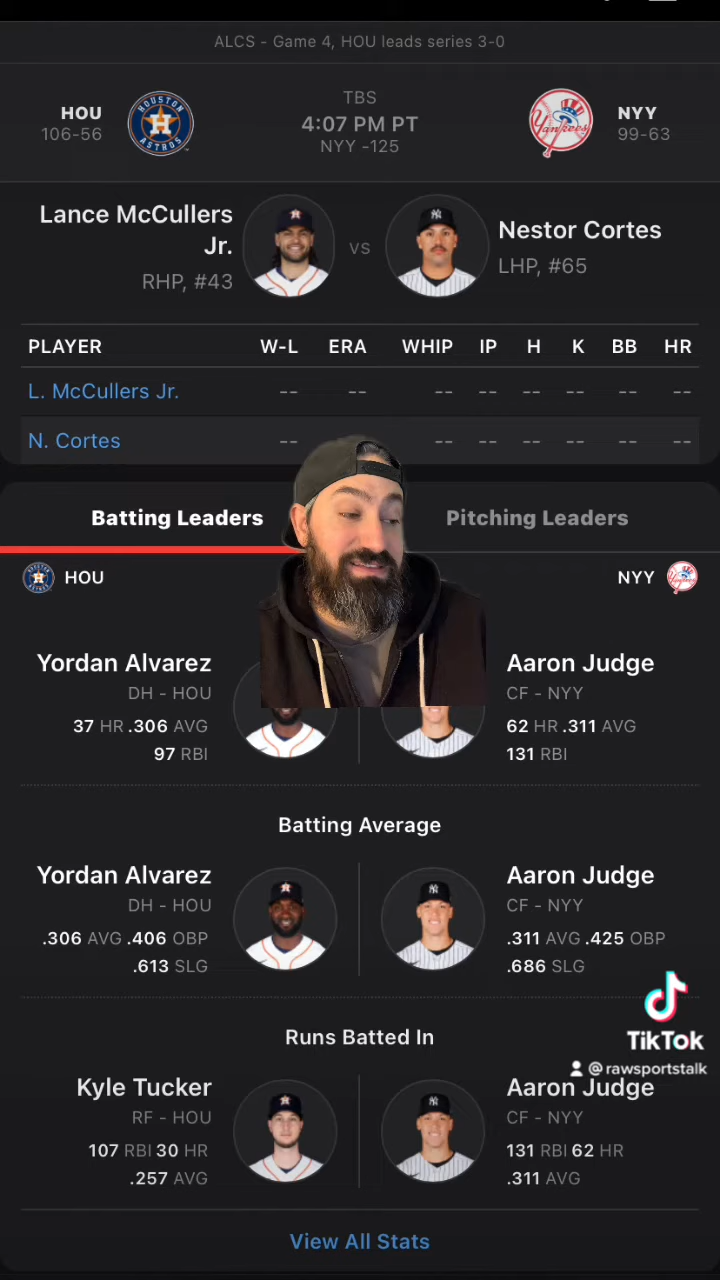 ALCS - Game 4, HOU leads series 3-0
HOU
106-56
TBS
4:07 PM PT
NYY -125
NYY
99-63
Lance McCullers
Jr.
RHP, #43
VS
Nestor Cortes
LHP, #65
PLAYER W-L ERA WHIP IP H K BB HR
L. McCullers Jr. -- -- -- -- -- -- -- --
N. Cortes -- -- -- -- -- -- --
Batting Leaders
Pitching Leaders
HOU
NYY
Yordan Alvarez
DH - HOU
37 HR .306 AVG
97 RBI
Aaron Judge
CF - NYY
62 HR .311 AVG
131 RBI
Batting Average
Yordan Alvarez
DH - HOU
.306 AVG .406 OBP
.613 SLG
Aaron Judge
CF - NYY
.311 AVG .425 OBP
.686 SLG
Runs Batted In
Kyle Tucker
RF - HOU
107 RBI 30 HR
.257 AVG
Aaron Judge
CF - NYY
131 RBI 62 HR
.311 AVG
TikTok
@rawsportstalk
View All Stats